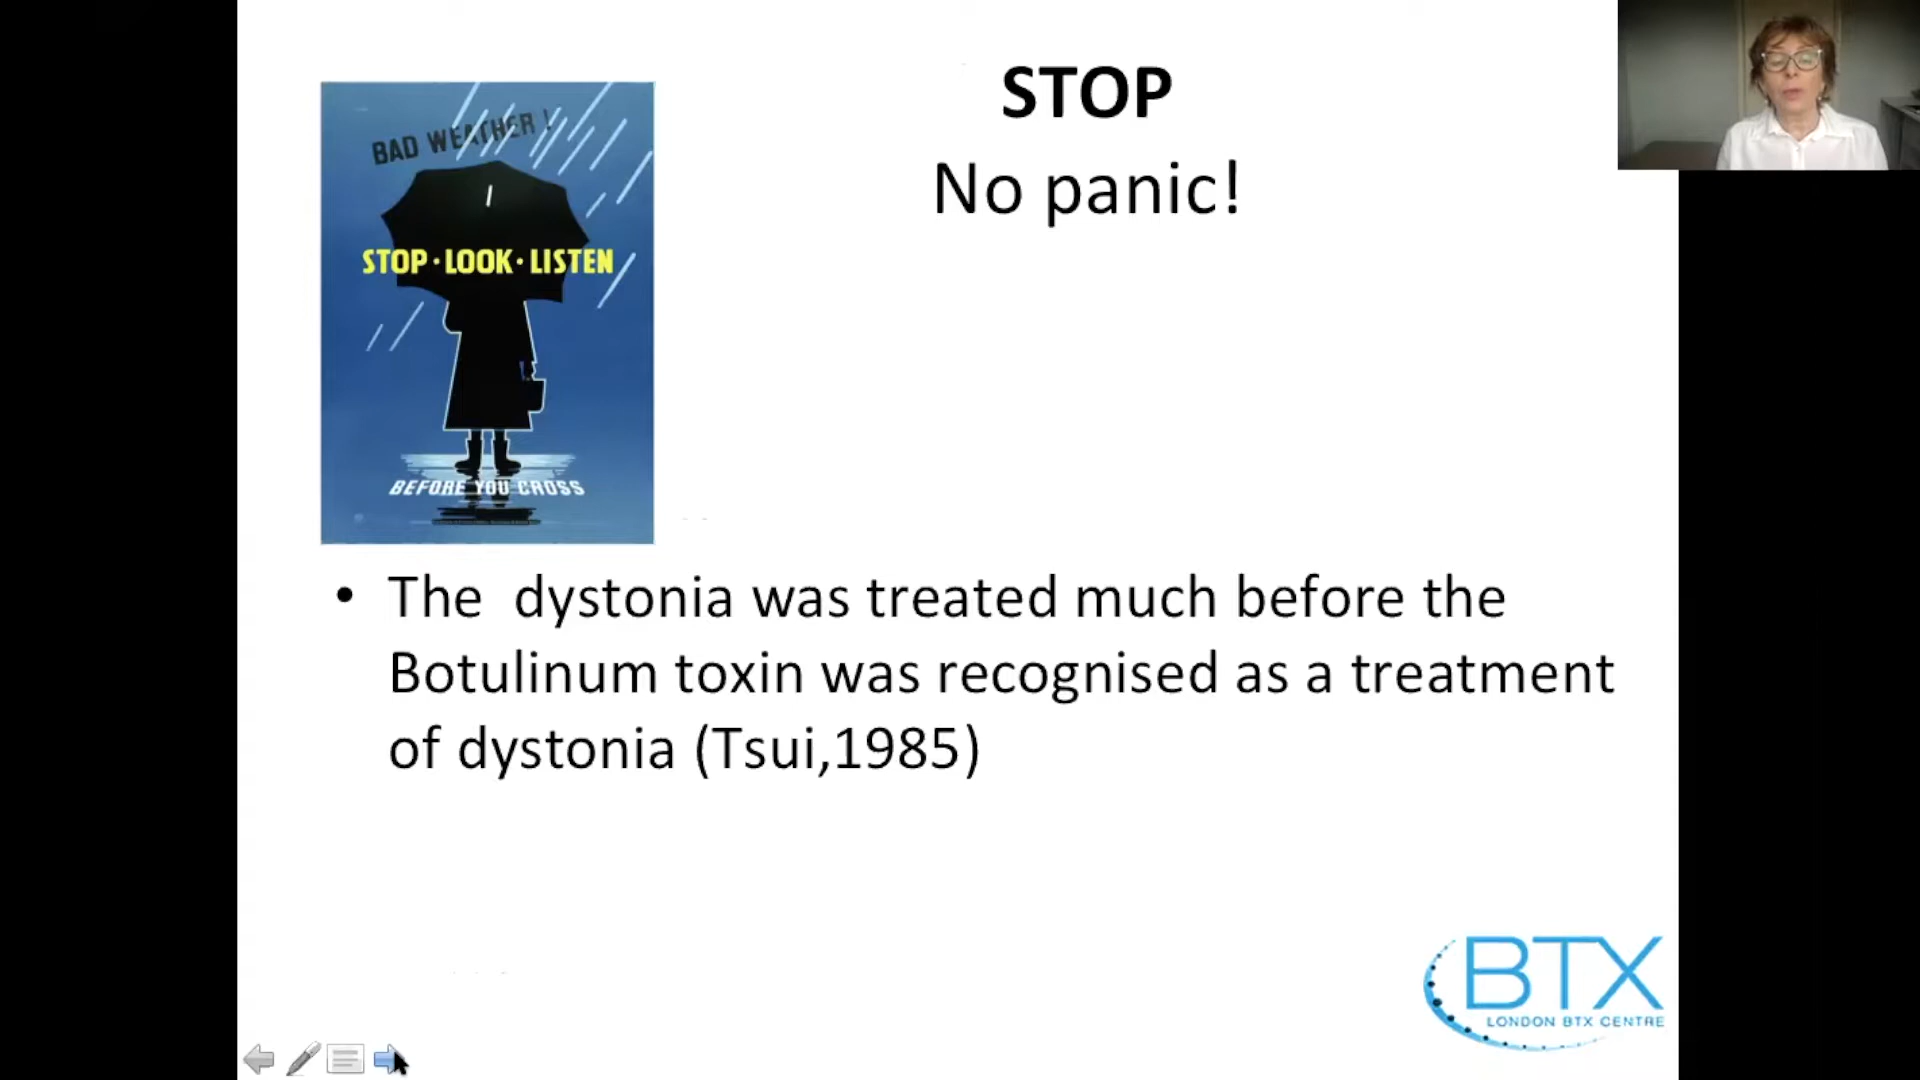 STOP
No panic!
BAD WEATHER!
STOP·LOOK·LISTEN
BEFORE YOU CROSS
• The  dystonia was treated much before the
Botulinum toxin was recognised as a treatment
of dystonia (Tsui,1985)
BTX
LONDON BTX CENTRE